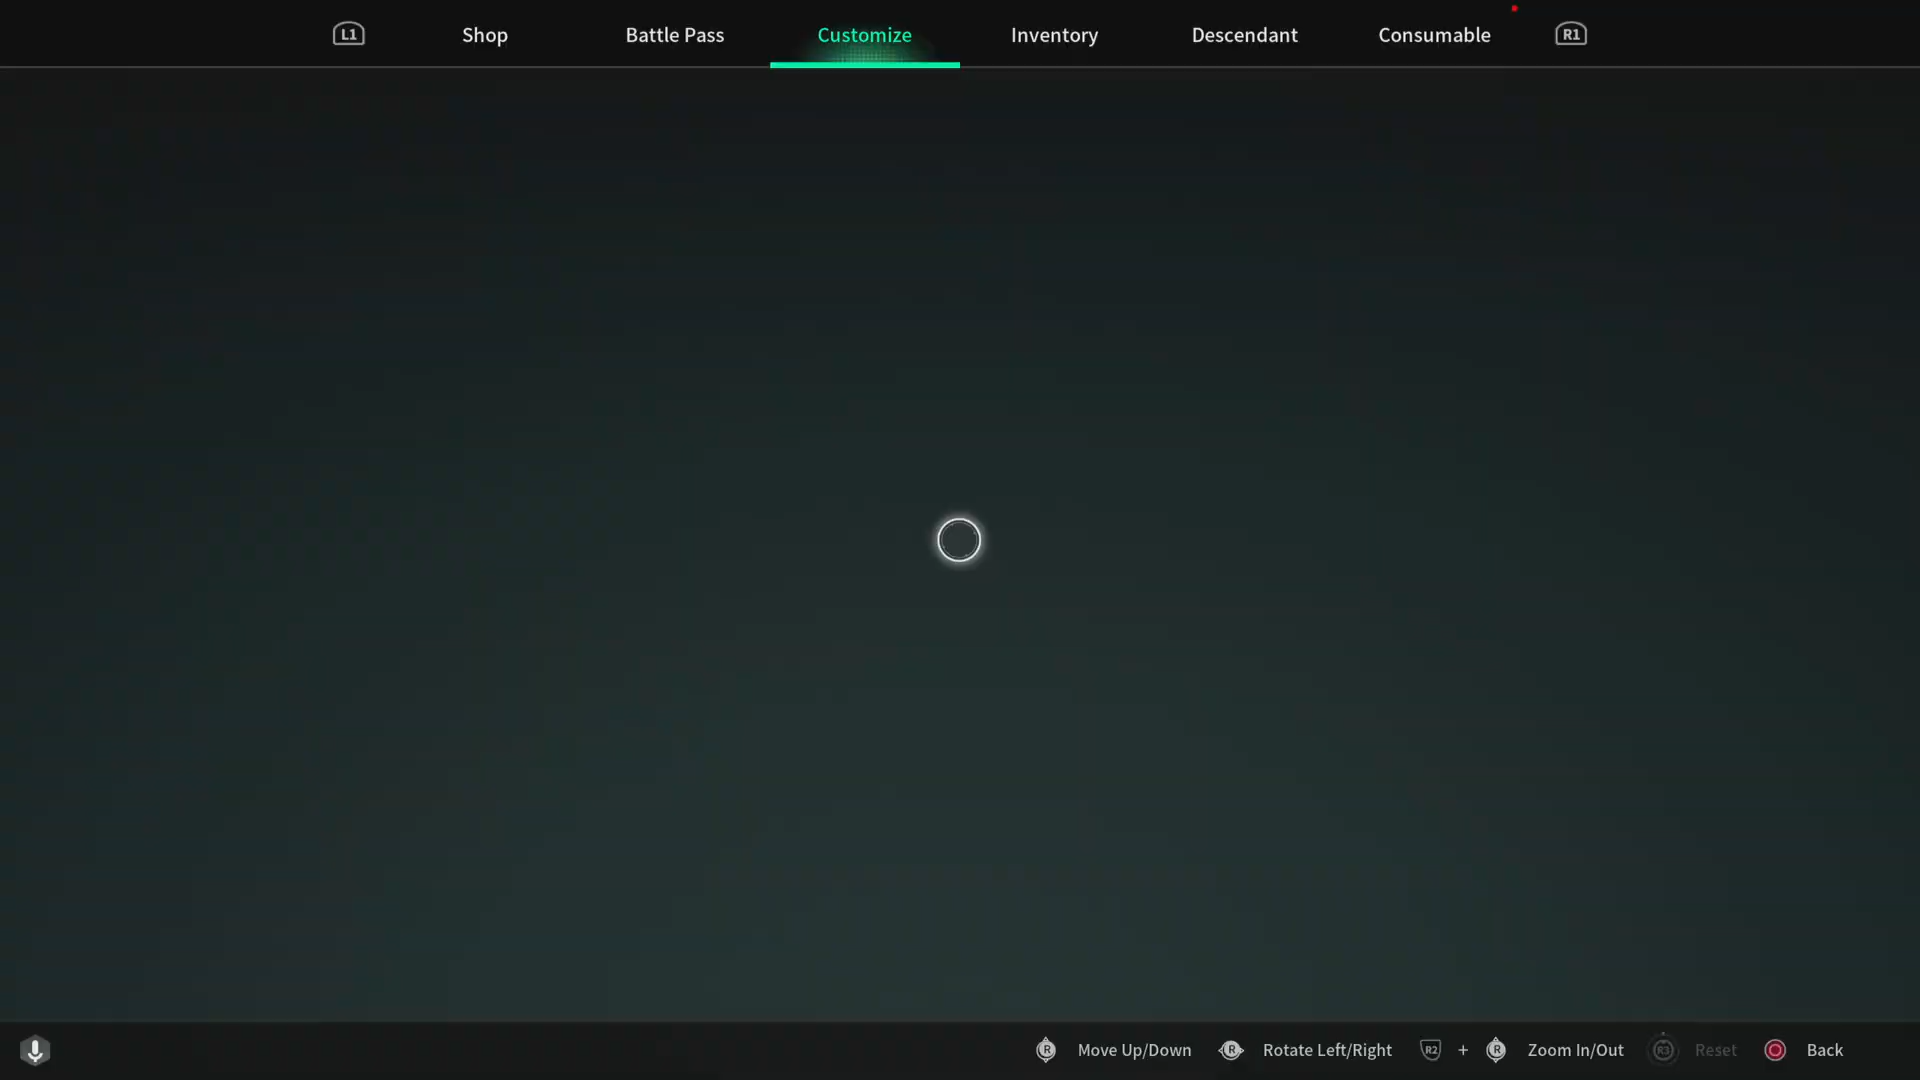 L1 Shop Battle Pass Customize Inventory Descendant Consumable R1
R Move Up/Down R Rotate Left/Right R2 + R Zoom In/Out R3 Reset Back